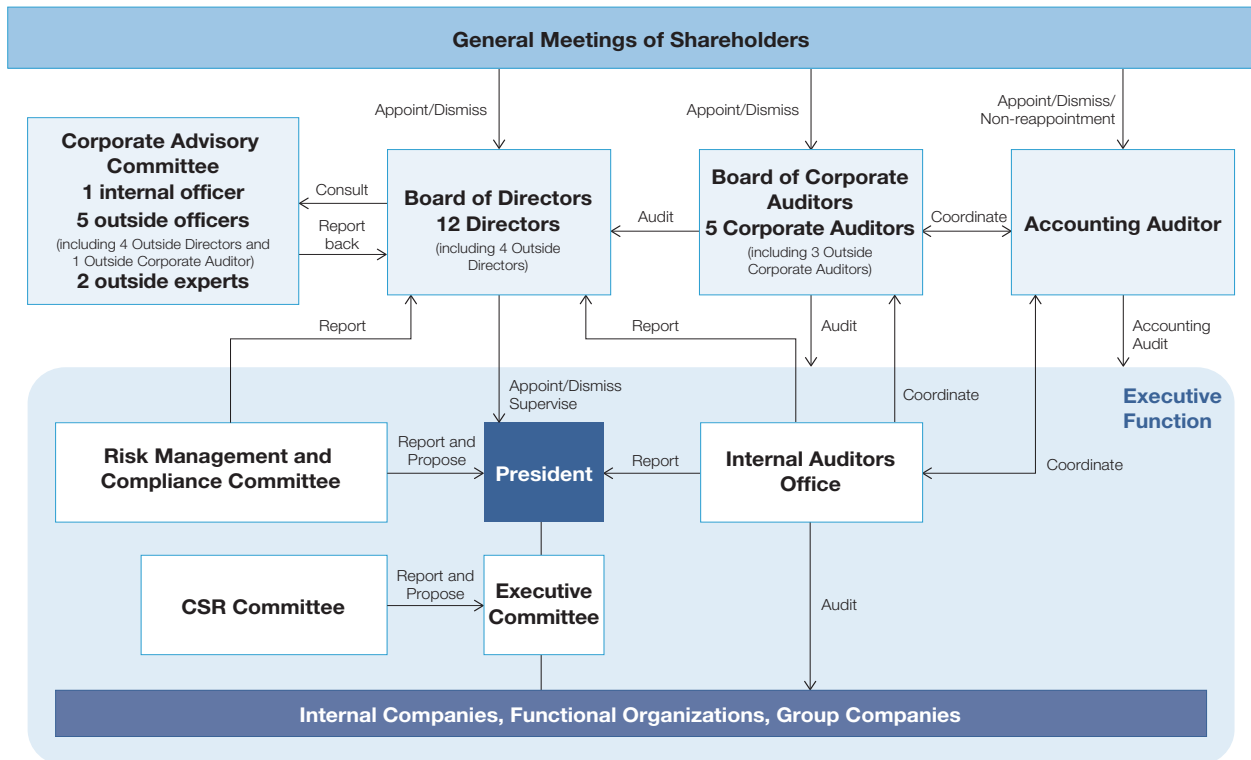 General Meetings of Shareholders
Appoint/Dismiss
Appoint/Dismiss
Appoint/Dismiss/
Non-reappointment
Corporate Advisory
Committee
1 internal officer
5 outside officers
(including 4 Outside Directors and
1 Outside Corporate Auditor)
2 outside experts
Consult
Report
back
Board of Directors
12 Directors
(including 4 Outside
Directors)
Audit
Board of Corporate
Auditors
5 Corporate Auditors
(including 3 Outside
Corporate Auditors)
Coordinate
Accounting Auditor
Report
Report
Audit
Accounting
Audit
Appoint/Dismiss
Supervise
Coordinate
Executive
Function
Risk Management and
Compliance Committee
Report and
Propose
President
Report
Internal Auditors
Office
Coordinate
CSR Committee
Report and
Propose
Executive
Committee
Audit
Internal Companies, Functional Organizations, Group Companies